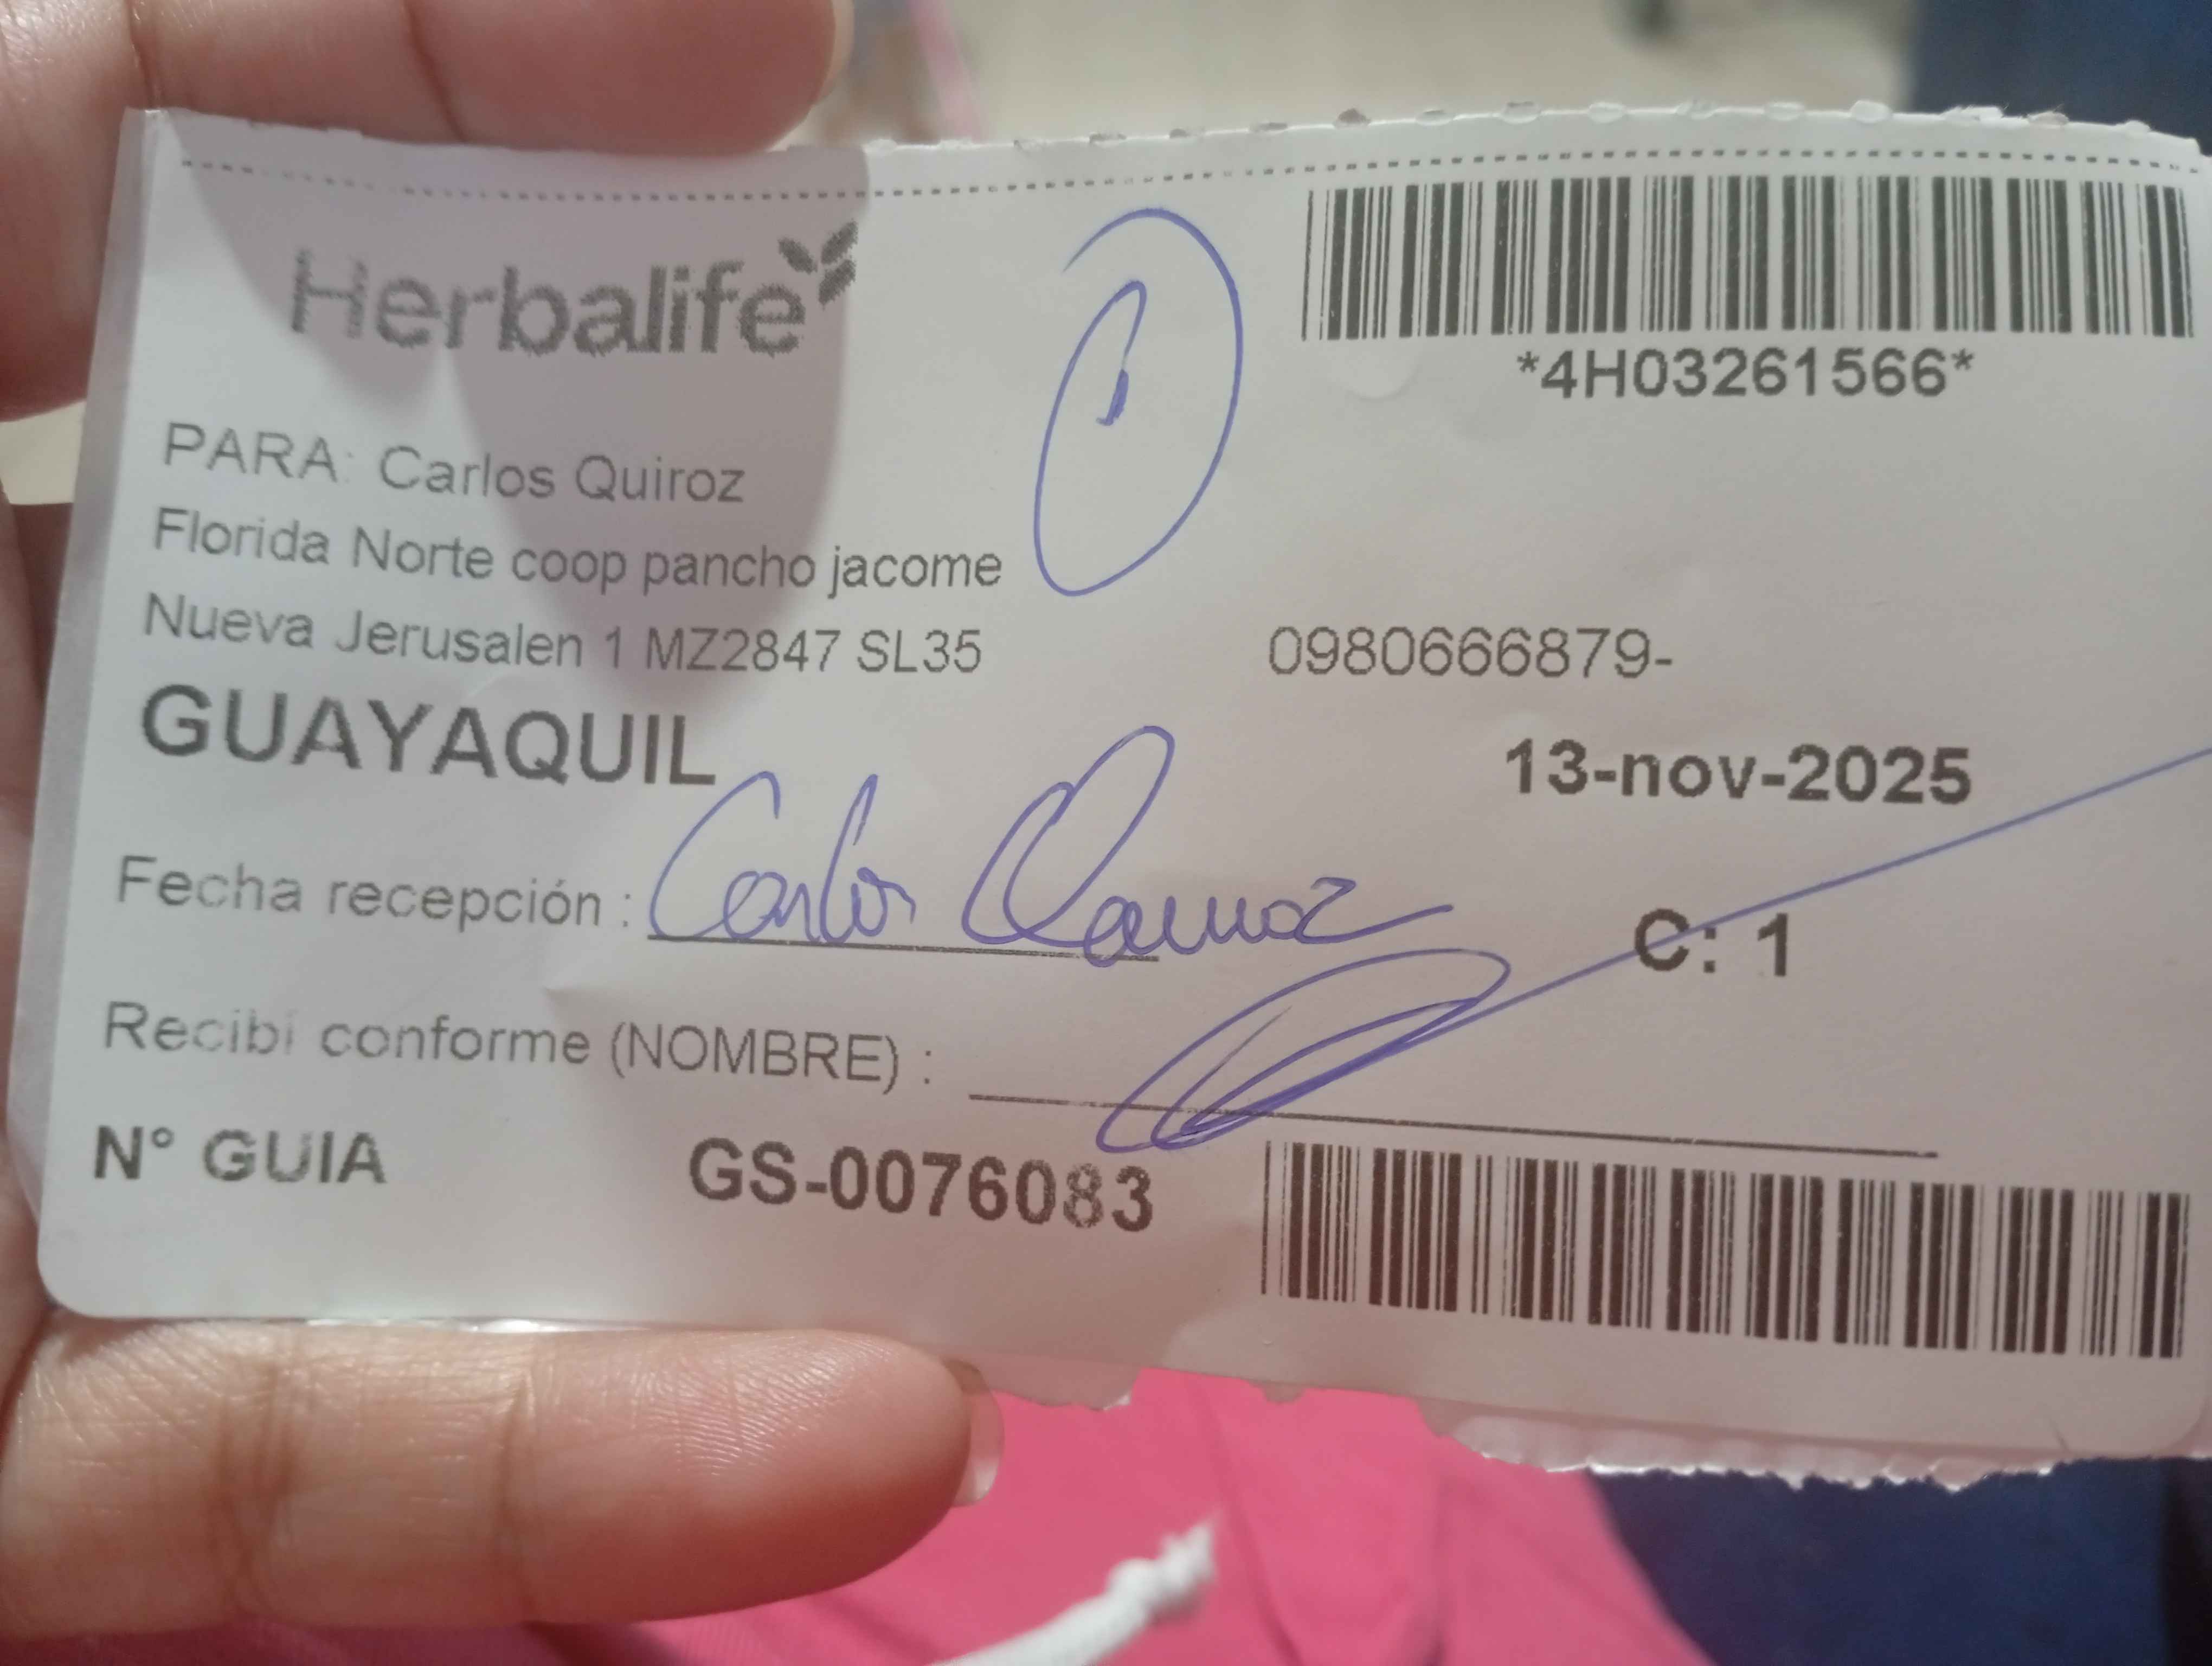 Herbalife
*4H03261566*
PARA: Carlos Quiroz
Florida Norte coop pancho jacome
Nueva Jerusalen 1 MZ2847 SL35
0980666879-
GUAYAQUIL
13-nov-2025
Fecha recepción : Carlos
C: 1
Recibi conforme (NOMBRE) :
N° GUIA GS-0076083